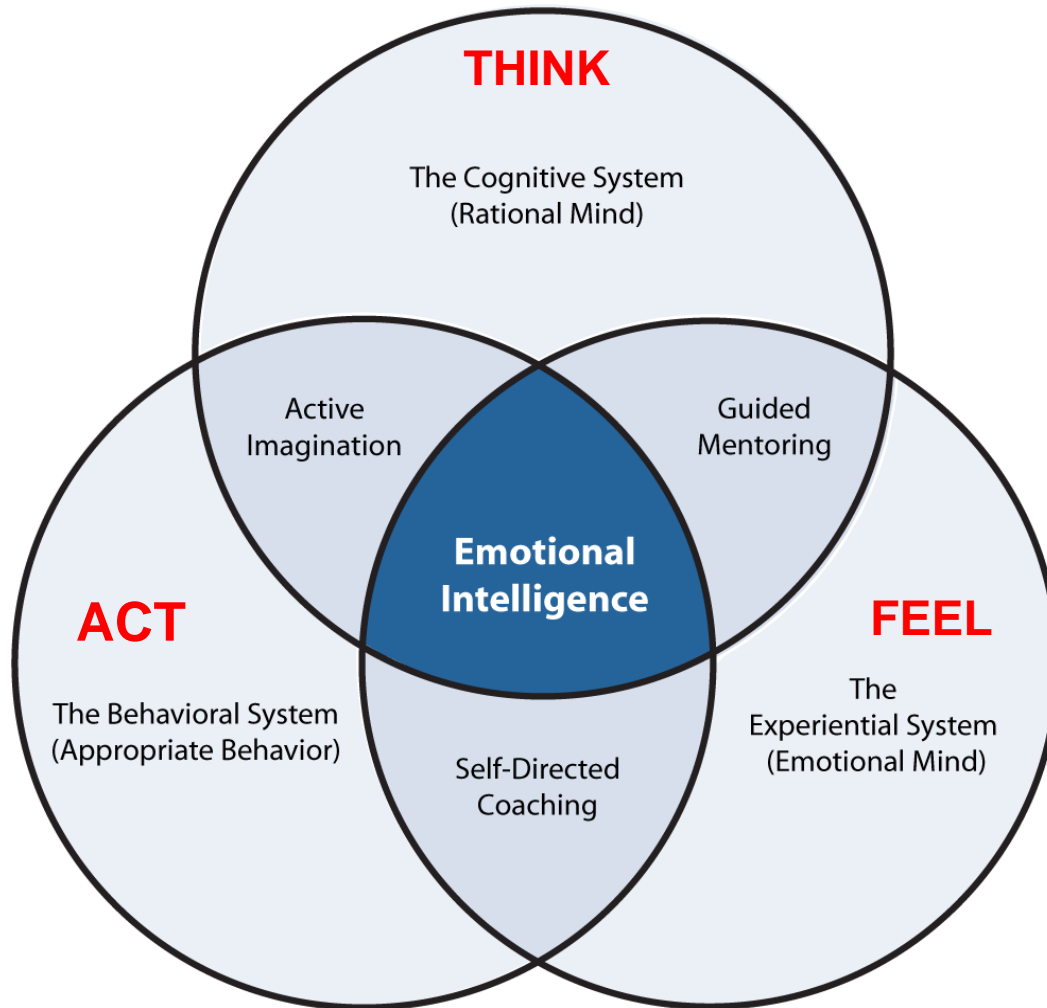 THINK
The Cognitive System
(Rational Mind)
Active
Imagination
Guided
Mentoring
Emotional
Intelligence
ACT
The Behavioral System
(Appropriate Behavior)
FEEL
The
Experiential System
(Emotional Mind)
Self-Directed
Coaching